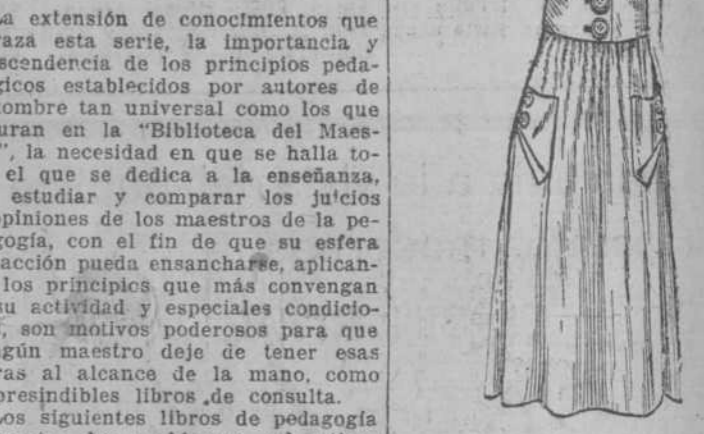 La extensión de conocimientos que
raza esta serie, la importancia y
scendencia de los principios peda-
gicos establecidos por autores de
ombre tan universal como los que
uran en la "Biblioteca del Maes-
", la necesidad en que se halla to-
el que se dedica a la enseñanza,
estudiar y comparar los juicios
opiniones de los maestros de la pe-
gogía, con el fin de que su esfera
acción pueda ensancharse, aplican-
los principios que más convengan
su actividad y especiales condicio-
, son motivos poderosos para que
gún maestro deje de tener esas
ras al alcance de la mano, como
presindibles libros de consulta.
Los siguientes libros de pedagogía